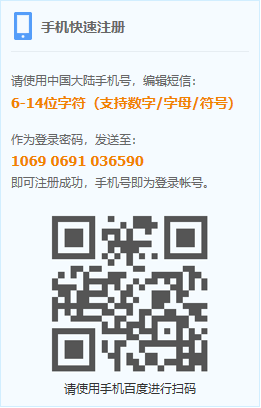 手机快速注册
请使用中国大陆手机号，编辑短信：
6-14位字符（支持数字/字母/符号）
作为登录密码，发送至：
1069 0691 036590
即可注册成功，手机号即为登录帐号。
请使用手机百度进行扫码